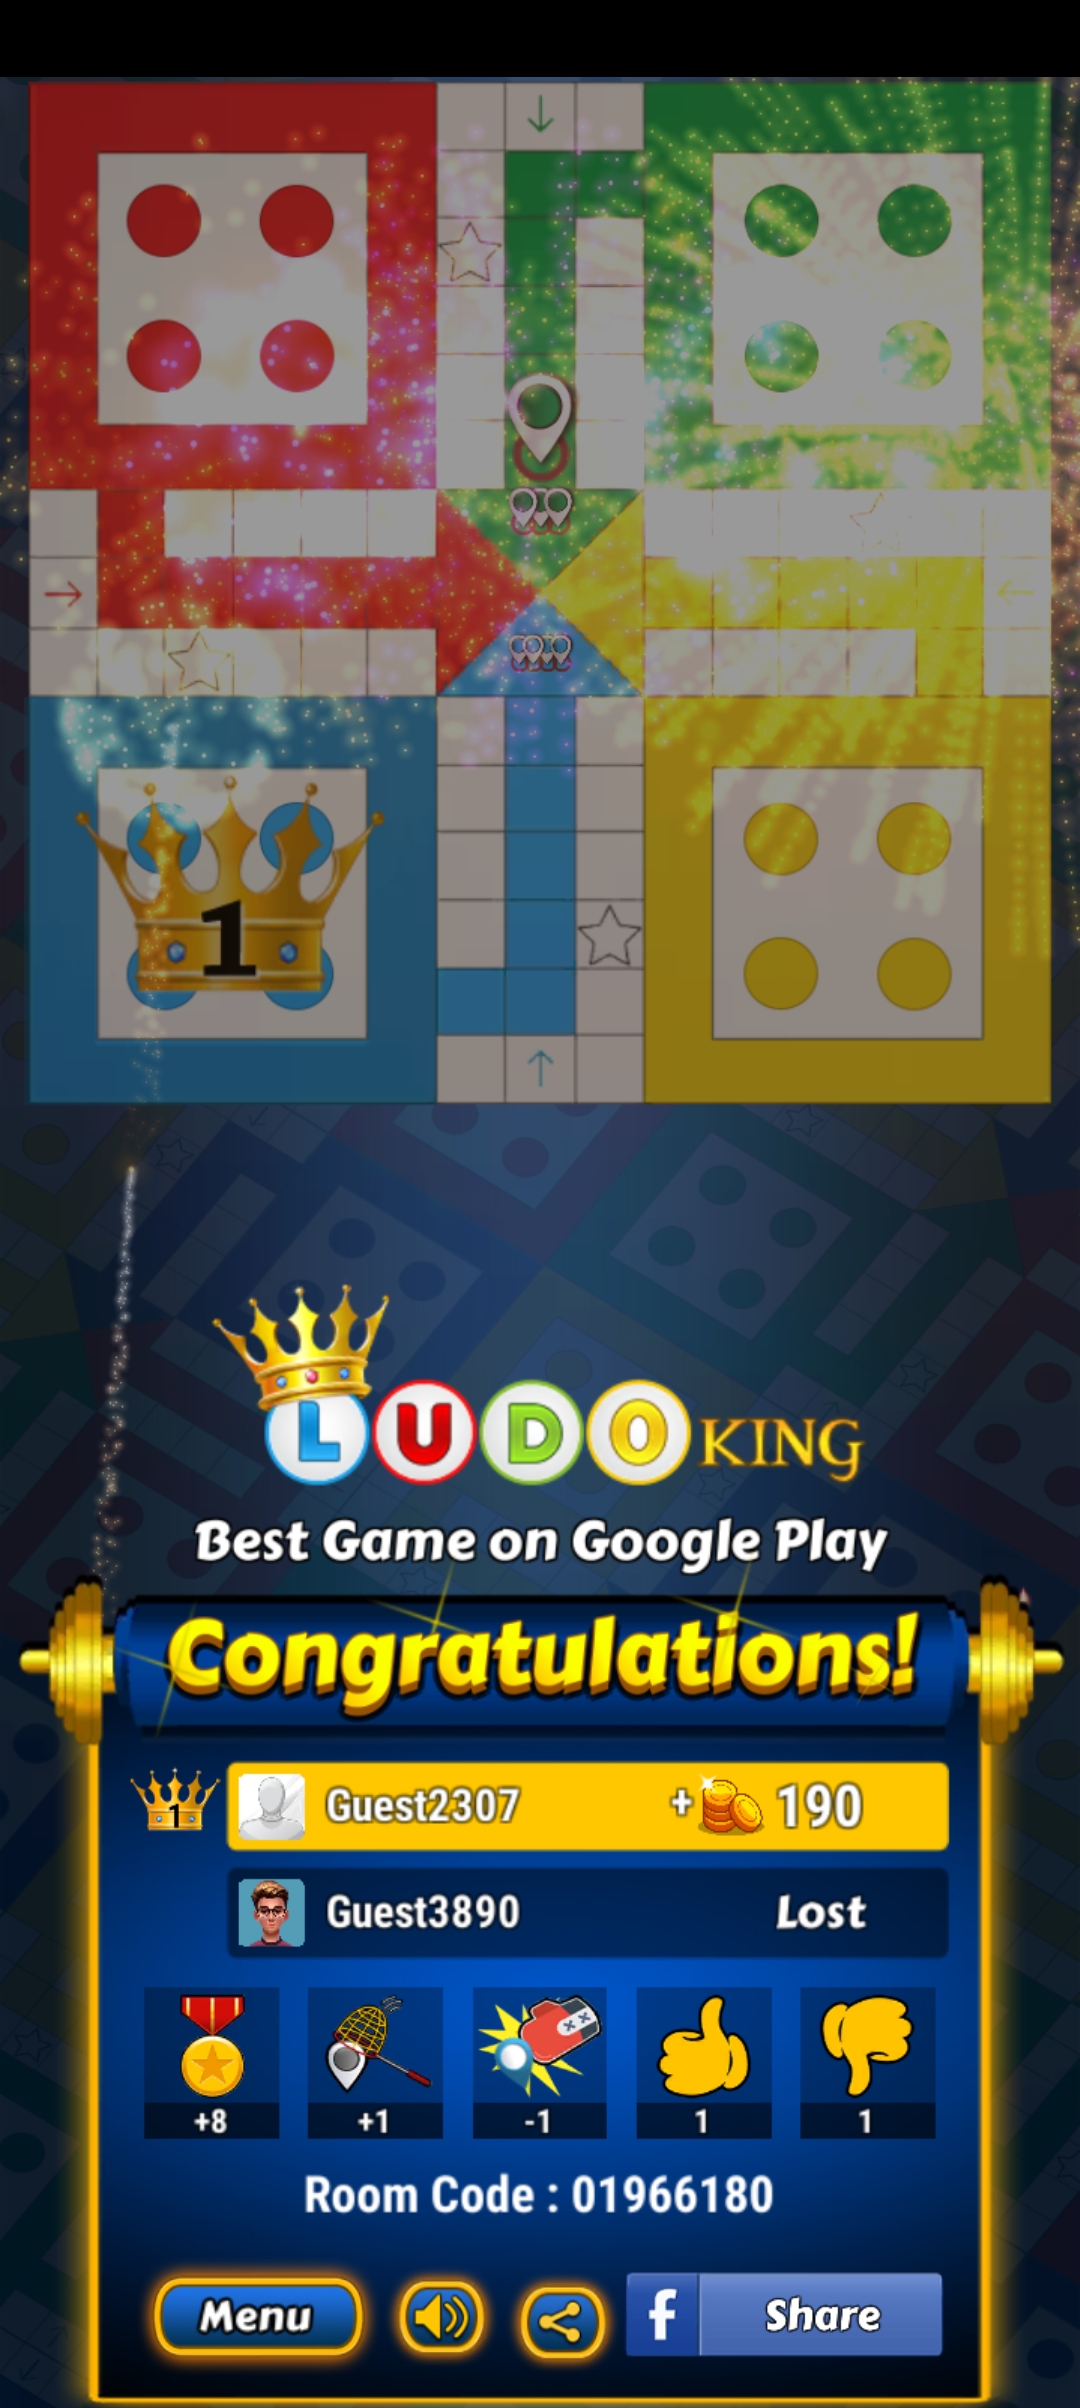 1
LUDO KING
Best Game on Google Play
Congratulations!
1 Guest2307 + 190
Guest3890 Lost
+8 +1 -1 1 1
Room Code : 01966180
Menu f Share